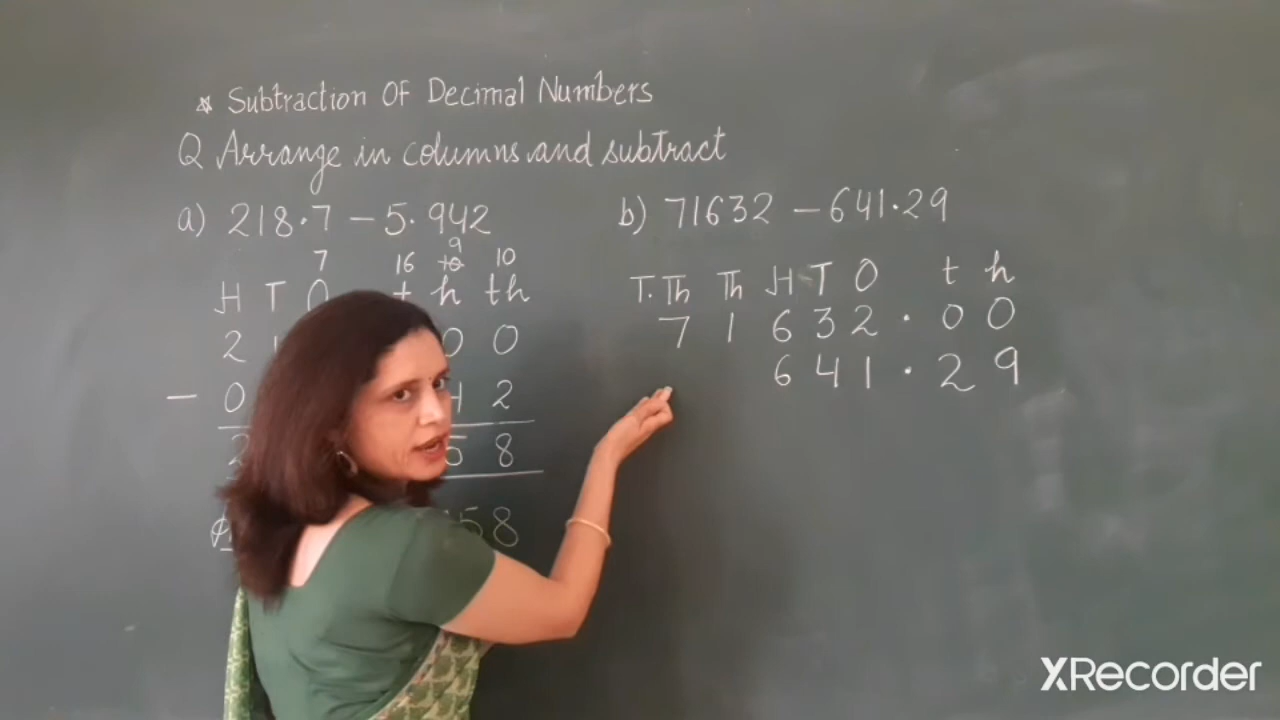 * Subtraction Of Decimal Numbers
Q Arrange in columns and subtract
a) 218.7 - 5.942
7 16 9 10 10
H T O t h th
2 0 0
- 0 2
5 8
58
b) 71632 - 641.29
T.Th Th H T O t h
7 1 6 3 2 . 0 0
6 4 1 . 2 9
XRecorder